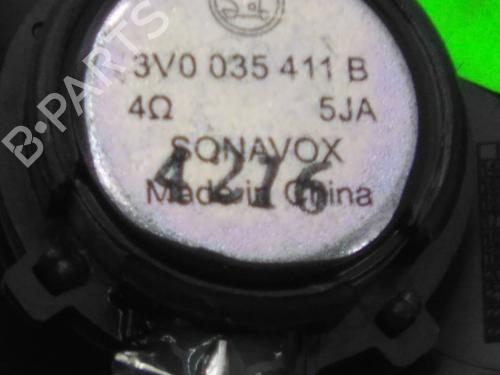 3V0 035 411 B
4Ω 5JA
SONAVOX
4216
Made in China
B-PARTS